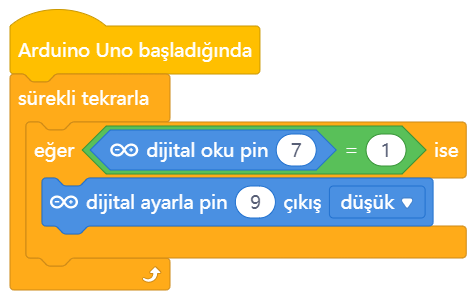 Arduino Uno başladığında
sürekli tekrarla
eğer dijital oku pin 7 = 1 ise
dijital ayarla pin 9 çıkış düşük